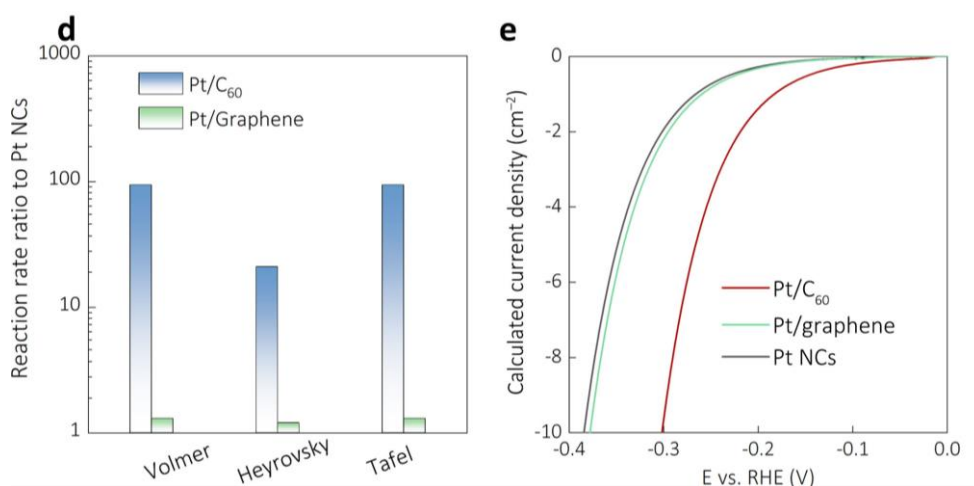 d
Reaction rate ratio to Pt NCs
1000
100
10
1
Pt/C₆₀
Pt/Graphene
Volmer
Heyrovsky
Tafel
e
Calculated current density (cm⁻²)
0
-2
-4
-6
-8
-10
Pt/C₆₀
Pt/graphene
Pt NCs
-0.4
-0.3
-0.2
-0.1
0.0
E vs. RHE (V)